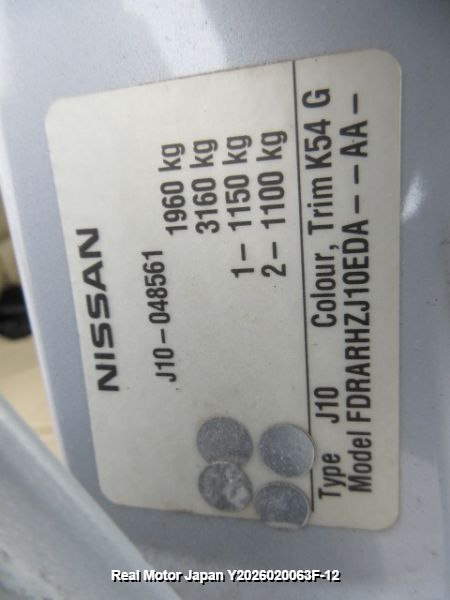 NISSAN
J10-048561
1960 kg
3160 kg
1- 1150 kg
2- 1100 kg
Type J10 Colour, Trim K54 G
Model FDRARHZJ10EDA--AA-
Real Motor Japan Y2026020063F-12